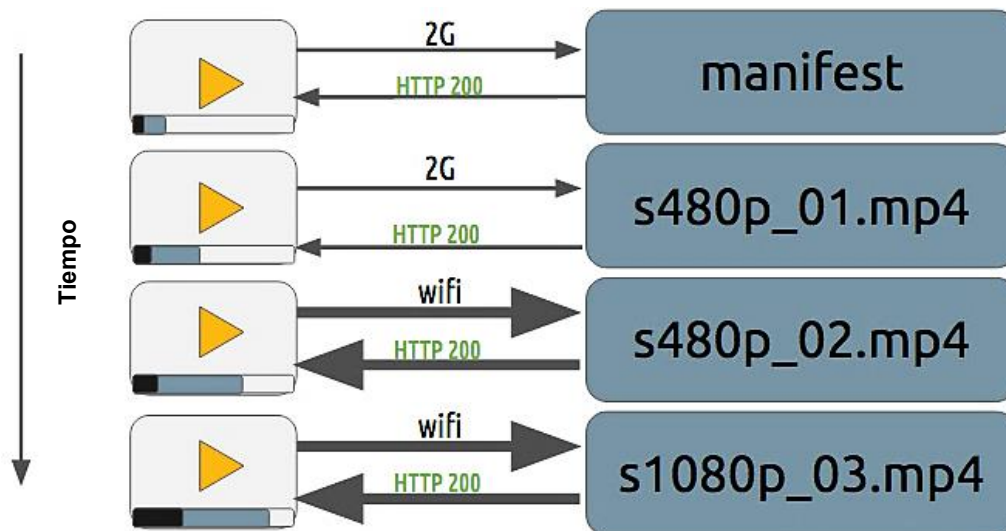 2G
HTTP 200
manifest
2G
HTTP 200
s480p_01.mp4
Tiempo
wifi
HTTP 200
s480p_02.mp4
wifi
HTTP 200
s1080p_03.mp4